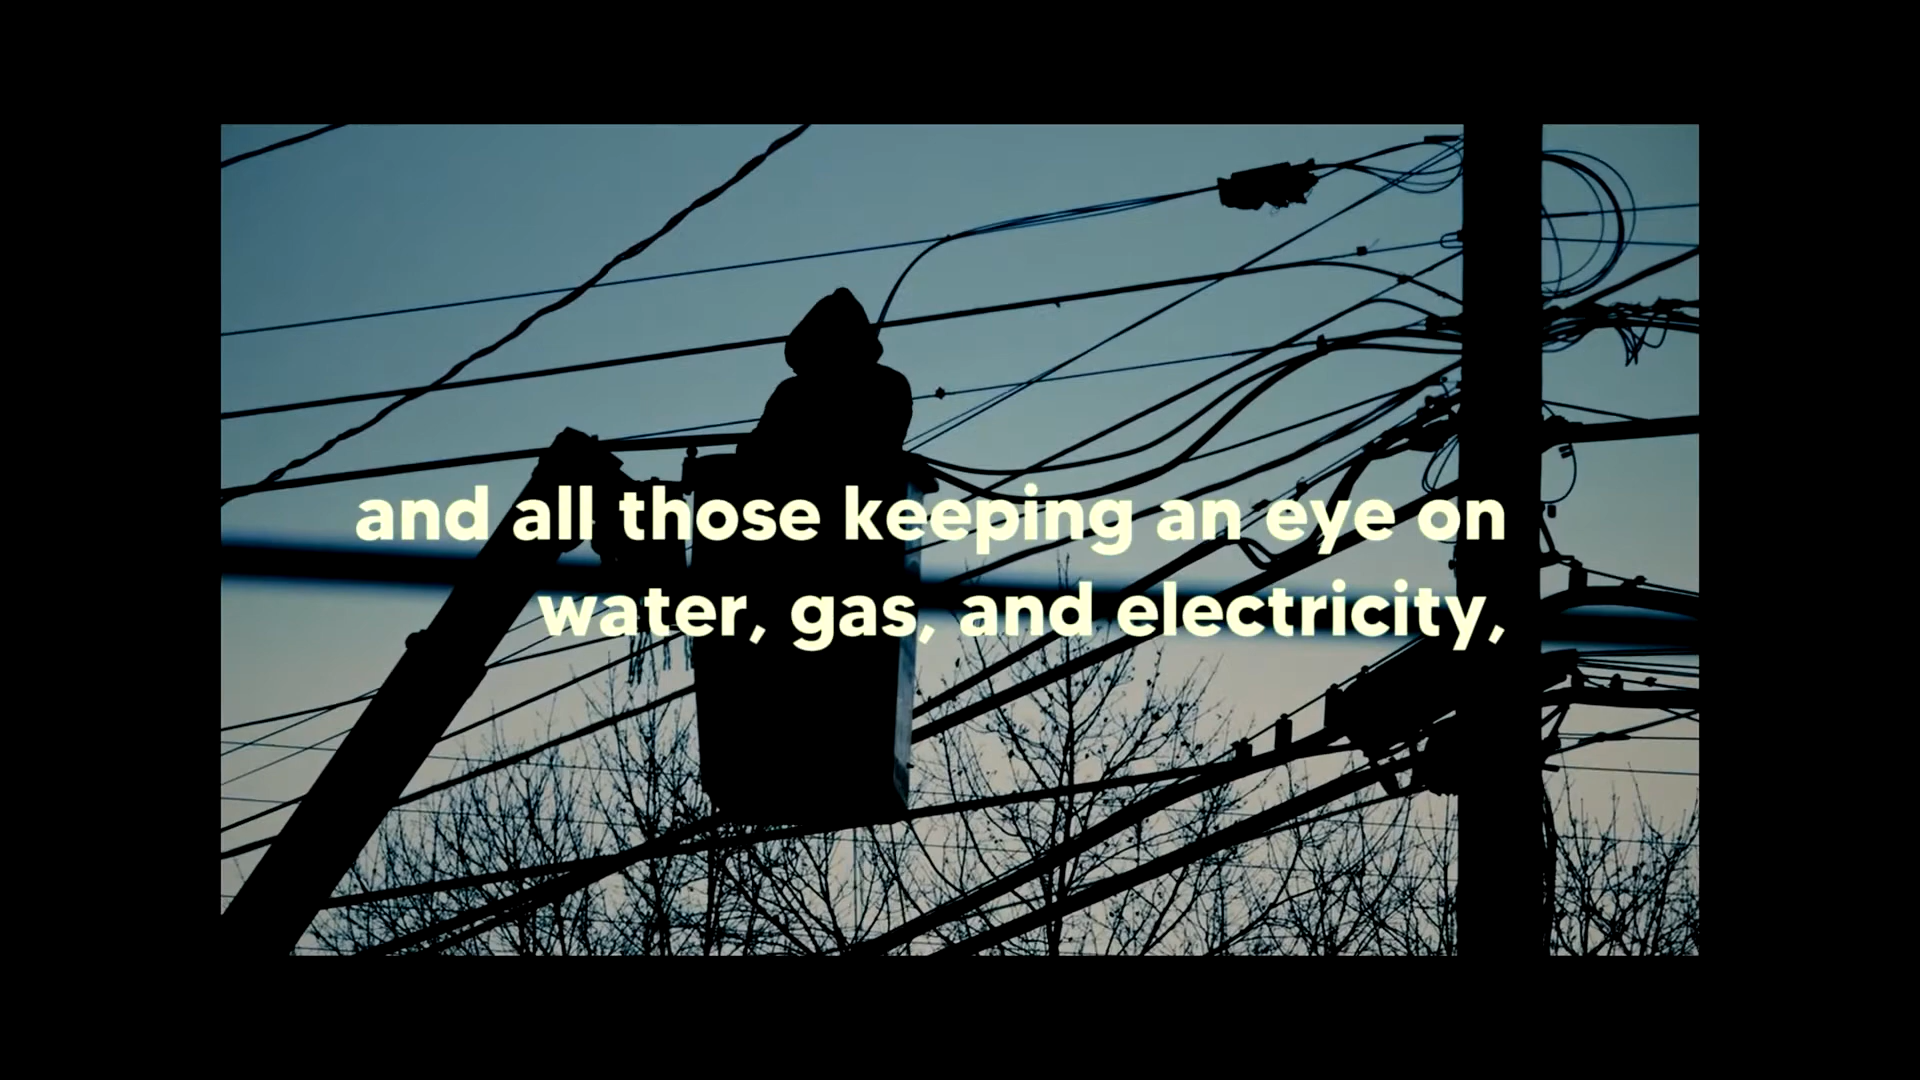 and all those keeping an eye on
water, gas, and electricity,